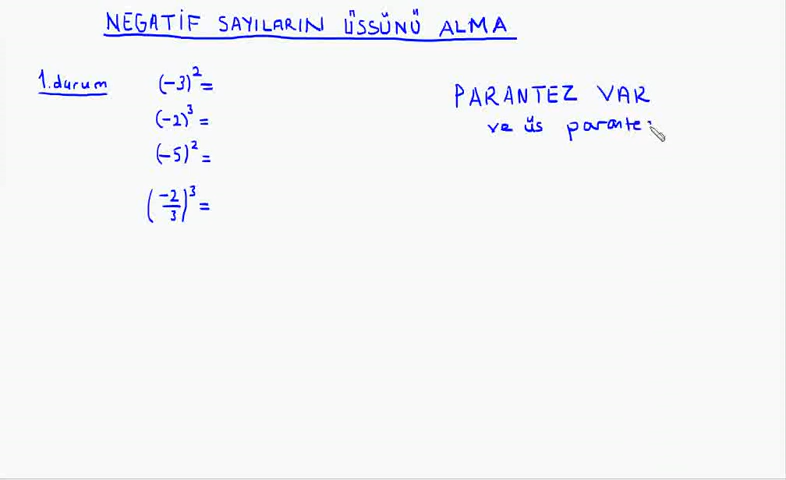 NEGATİF SAYILARIN ÜSSÜNÜ ALMA
1.durum
(-3)² =
(-2)³ =
(-5)² =
(-2/3)³ =
PARANTEZ VAR
ve üs parante